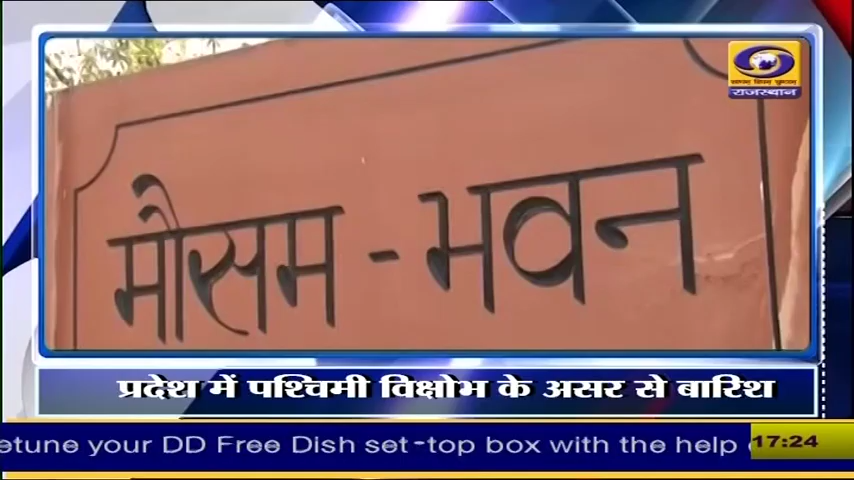 राजस्थान
मौसम - भवन
प्रदेश में पश्चिमी विक्षोभ के असर से बारिश
etune your DD Free Dish set-top box with the help
17:24